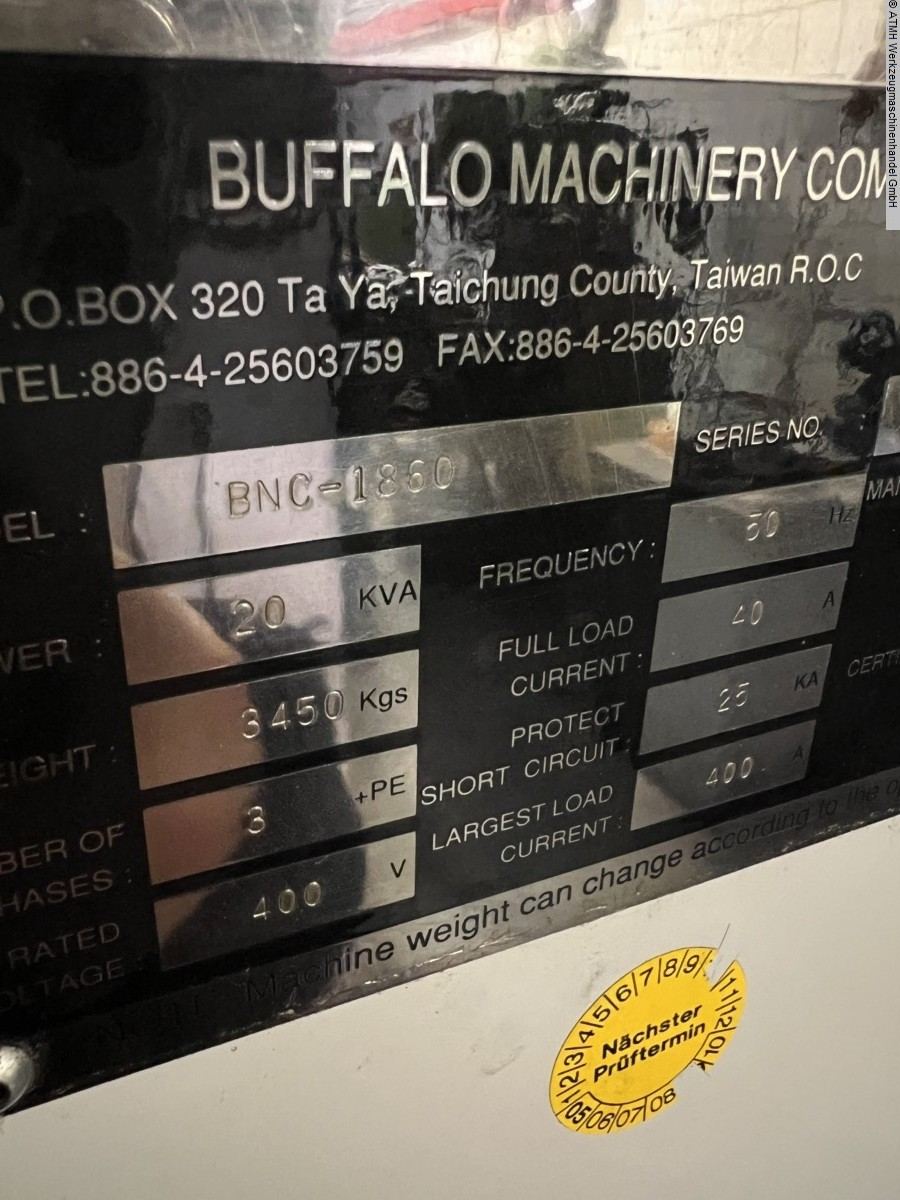 © ATMH Werkzeugmaschinenhandel GmbH
BUFFALO MACHINERY COM
P.O.BOX 320 Ta Ya, Taichung County, Taiwan R.O.C
TEL:886-4-25603759 FAX:886-4-25603769
SERIES NO. :
EL : BNC-1860
MAN
FREQUENCY : 50 Hz
WER : 20 KVA
FULL LOAD
CURRENT : 40 A
CERTI
EIGHT : 3450 Kgs
PROTECT
SHORT CIRCUIT : 25 KA
BER OF
HASES : 3 +PE
LARGEST LOAD
CURRENT : 400 A
RATED
OLTAGE : 400 V
Machine weight can change according to the op
1/2/3/4/5/6/7/8/9/ /11/12
Nächster
Prüftermin
05/06/07/08